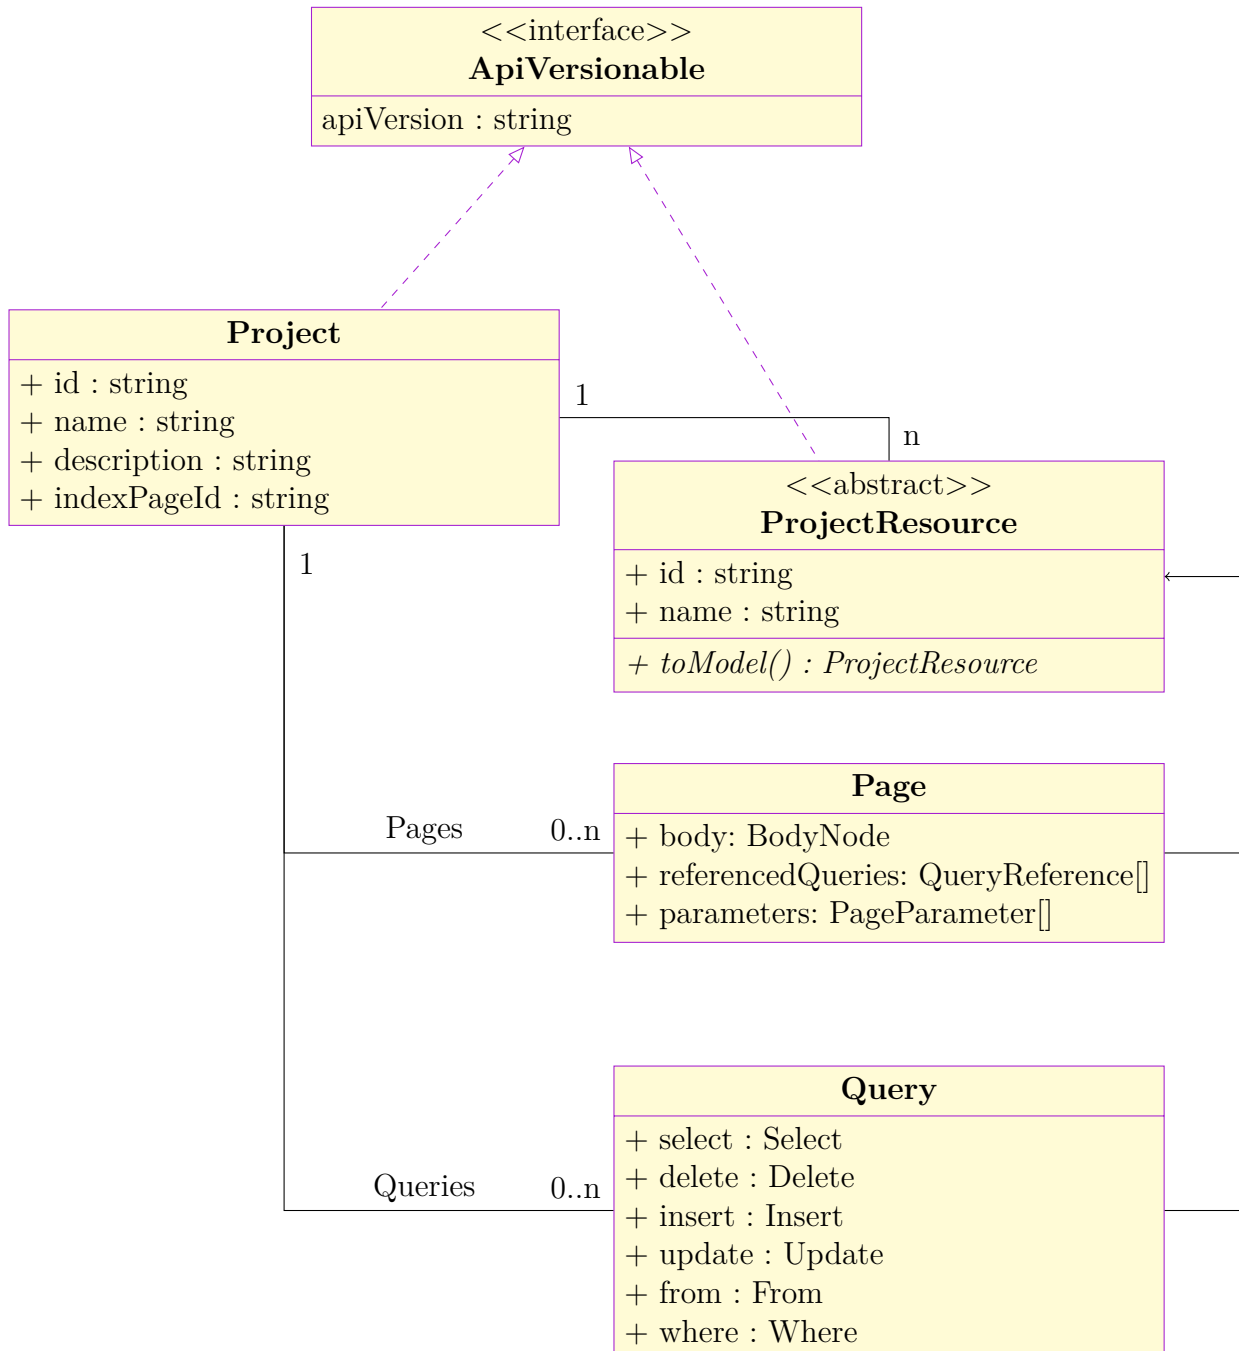 <<interface>>
ApiVersionable
apiVersion : string
Project
+ id : string
+ name : string
+ description : string
+ indexPageId : string
1
n
1
<<abstract>>
ProjectResource
+ id : string
+ name : string
+ toModel() : ProjectResource
Page
+ body: BodyNode
+ referencedQueries: QueryReference[]
+ parameters: PageParameter[]
Pages
0..n
Query
+ select : Select
+ delete : Delete
+ insert : Insert
+ update : Update
+ from : From
+ where : Where
Queries
0..n